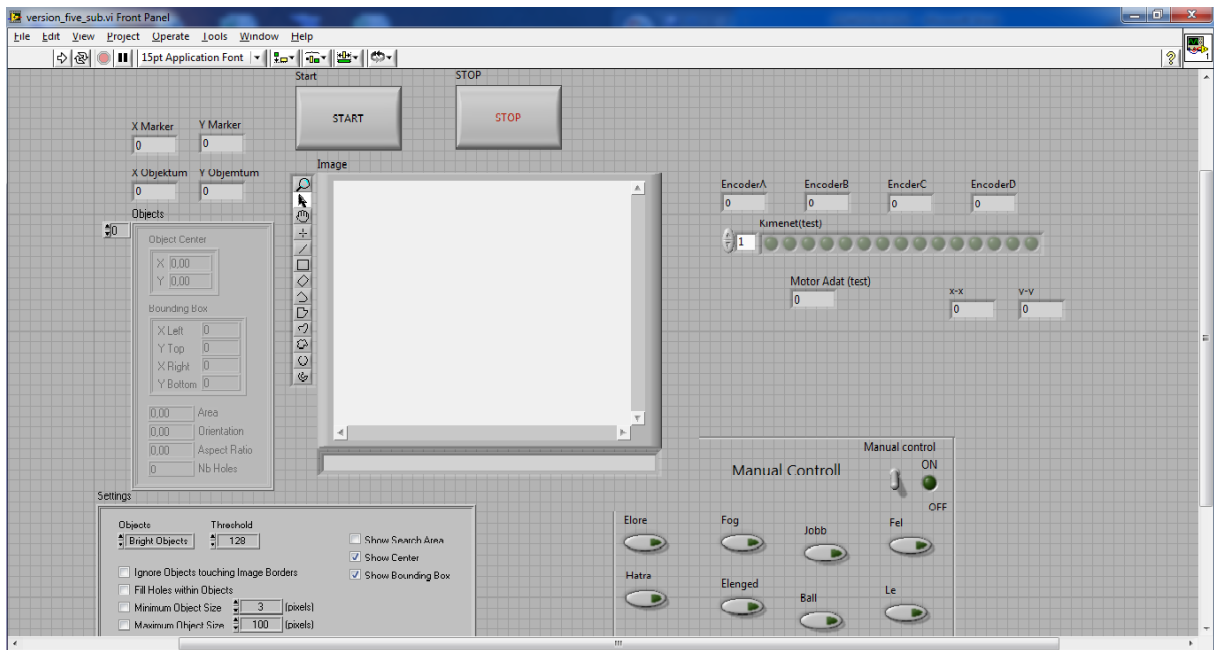 version_five_sub.vi Front Panel
File Edit View Project Operate Tools Window Help
15pt Application Font
1
Start
START
STOP
STOP
X Marker
0
Y Marker
0
X Objektum
0
Y Objemtum
0
Objects
0
Object Center
X 0,00
Y 0,00
Bounding Box
X Left 0
Y Top 0
X Right 0
Y Bottom 0
0,00 Area
0,00 Orientation
0,00 Aspect Ratio
0 Nb Holes
Image
EncoderA
0
EncoderB
0
EncderC
0
EncoderD
0
Kimenet(test)
1
Motor Adat (test)
0
x-x
0
y-y
0
Settings
Objects
Bright Objects
Threshold
128
Ignore Objects touching Image Borders
Fill Holes within Objects
Minimum Object Size 3 (pixels)
Maximum Object Size 100 (pixels)
Show Search Area
Show Center
Show Bounding Box
Manual Controll
Manual control
ON
OFF
Elore
Fog
Jobb
Fel
Hatra
Elenged
Ball
Le